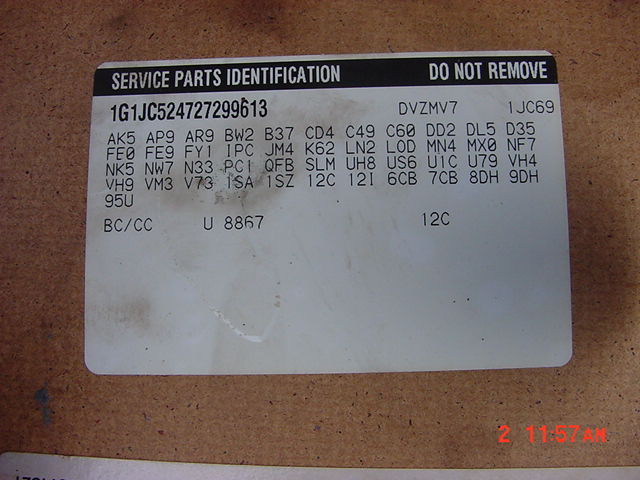 SERVICE PARTS IDENTIFICATION DO NOT REMOVE
1G1JC524727299613 DVZMV7 1JC69
AK5 AP9 AR9 BW2 B37 CD4 C49 C60 DD2 DL5 D35
FE0 FE9 FY1 IPC JM4 K62 LN2 LOD MN4 MX0 NF7
NK5 NW7 N33 PCI QFB SLM UH8 US6 U1C U79 VH4
VH9 VM3 V73 1SA 1SZ 12C 12I 6CB 7CB 8DH 9DH
95U
BC/CC U 8867 12C
2 11:57AM